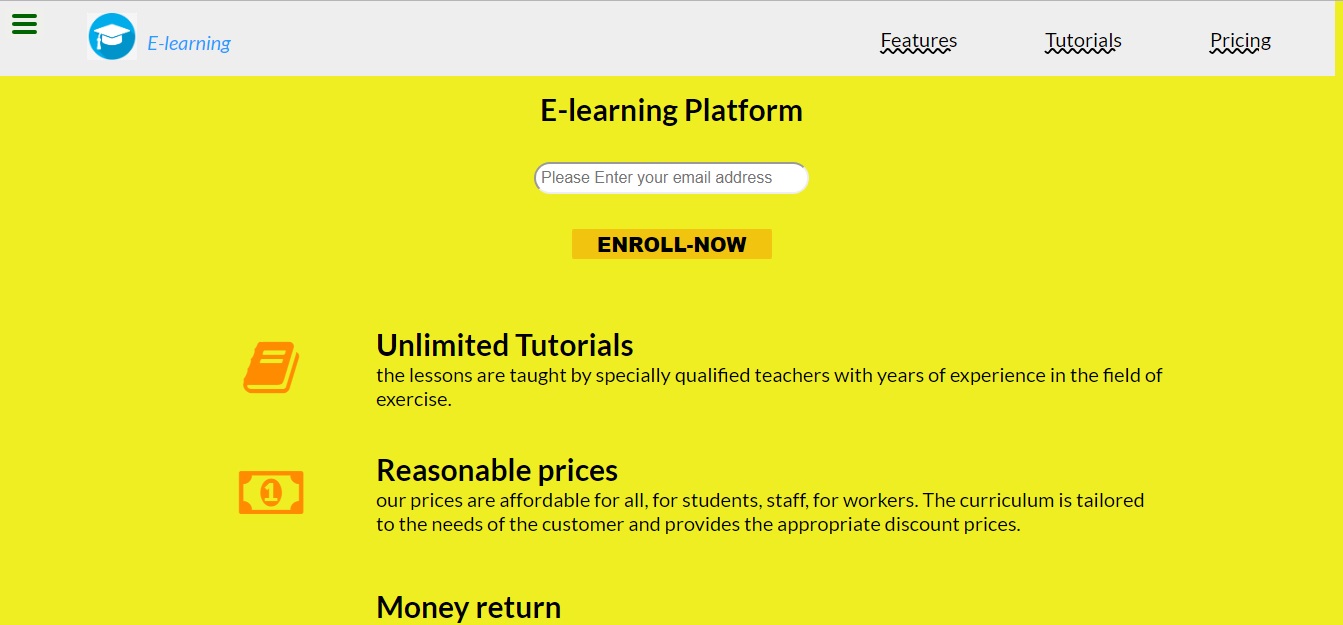 E-learning
Features
Tutorials
Pricing
E-learning Platform
Please Enter your email address
ENROLL-NOW
Unlimited Tutorials
the lessons are taught by specially qualified teachers with years of experience in the field of
exercise.
1
Reasonable prices
our prices are affordable for all, for students, staff, for workers. The curriculum is tailored
to the needs of the customer and provides the appropriate discount prices.
Money return